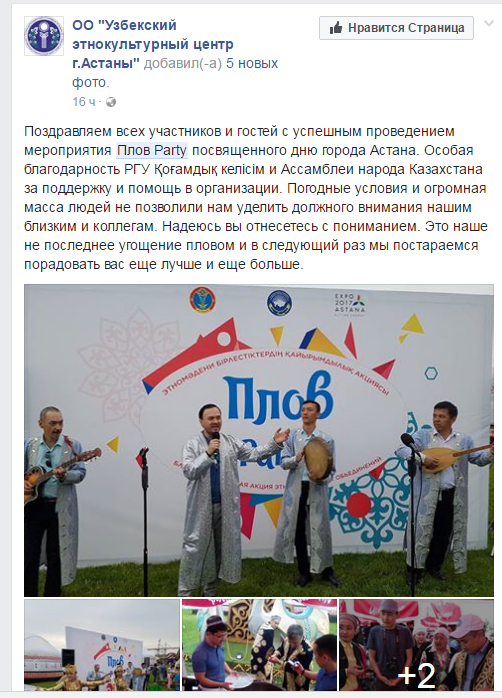 ОО "Узбекский
этнокультурный центр
г.Астаны" добавил(-а) 5 новых
фото.
16 ч ·
Нравится Страница
Поздравляем всех участников и гостей с успешным проведением
мероприятия Плов Party посвященного дню города Астана. Особая
благодарность РГУ Қоғамдық келісім и Ассамблеи народа Казахстана
за поддержку и помощь в организации. Погодные условия и огромная
масса людей не позволили нам уделить должного внимания нашим
близким и коллегам. Надеюсь вы отнесетесь с пониманием. Это наше
не последнее угощение пловом и в следующий раз мы постараемся
порадовать вас еще лучше и еще больше.
EXPO
2017
ASTANA
ЭТНОМӘДЕНИ БІРЛЕСТІКТЕРДІҢ ҚАЙЫРЫМДЫЛЫҚ АКЦИЯСЫ
Плов
АЯ АКЦИЯ ОБЪЕДИНЕНИЙ
Плов
+2